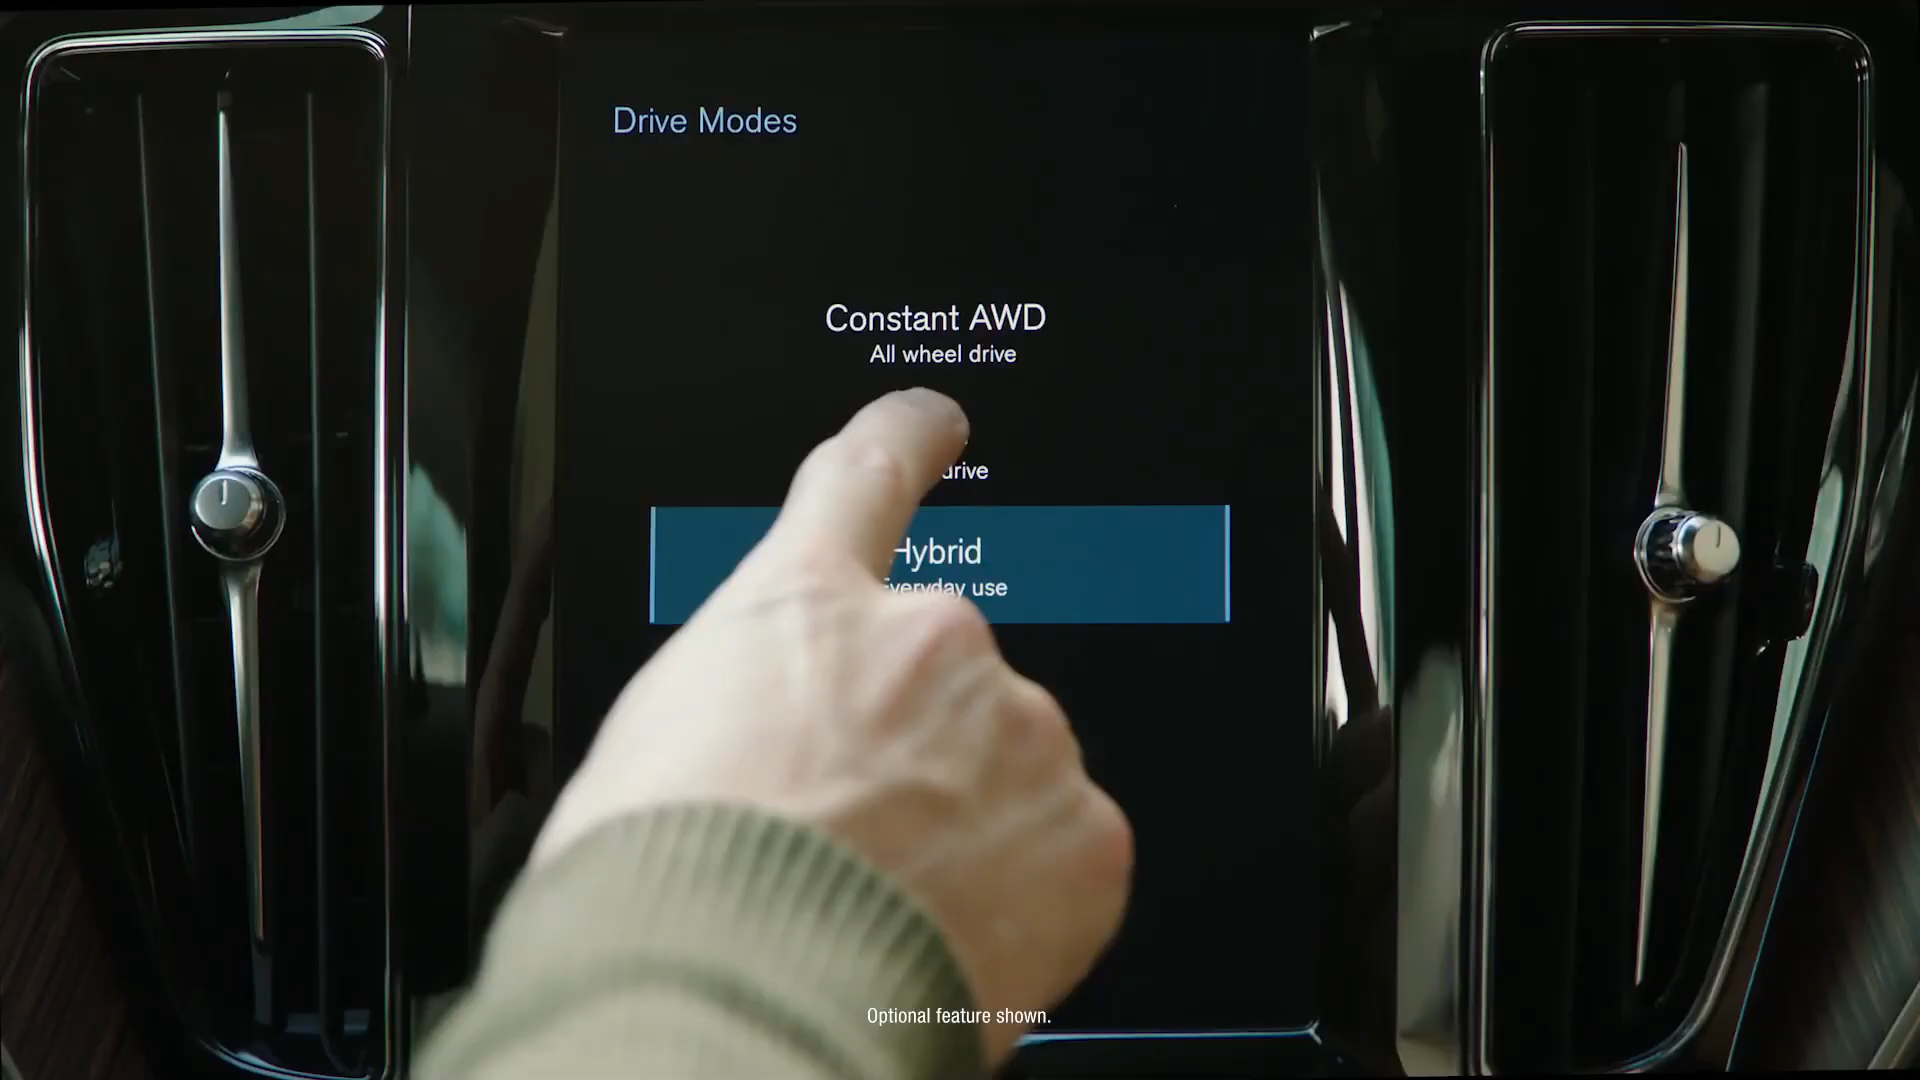 Drive Modes
Constant AWD
All wheel drive
drive
Hybrid
Everyday use
Optional feature shown.